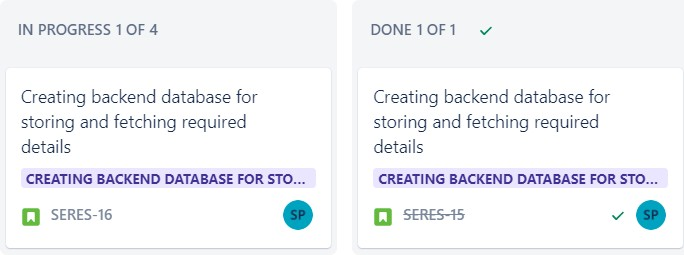 IN PROGRESS 1 OF 4
Creating backend database for
storing and fetching required
details
CREATING BACKEND DATABASE FOR STO...
SERES-16
SP
DONE 1 OF 1
Creating backend database for
storing and fetching required
details
CREATING BACKEND DATABASE FOR STO...
SERES-15
SP